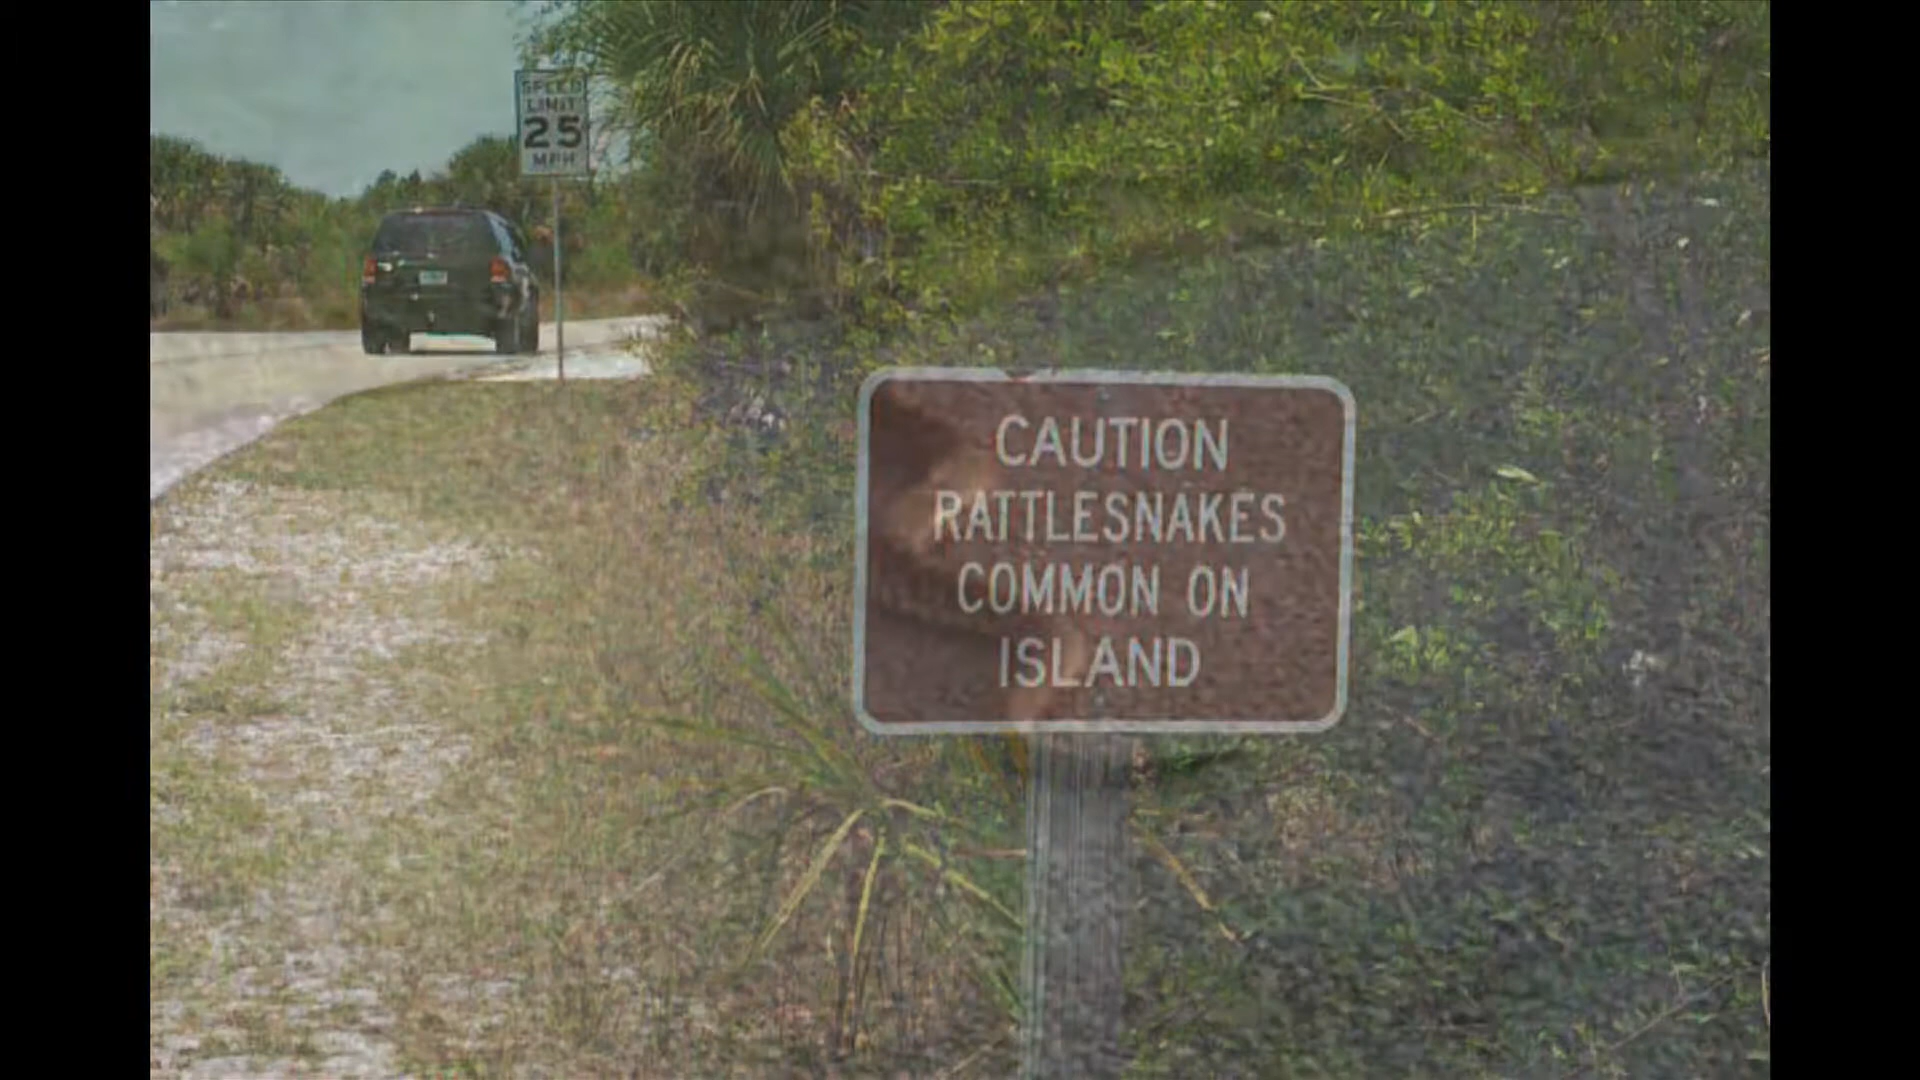 SPEED
LIMIT
25
MPH
CAUTION
RATTLESNAKES
COMMON ON
ISLAND